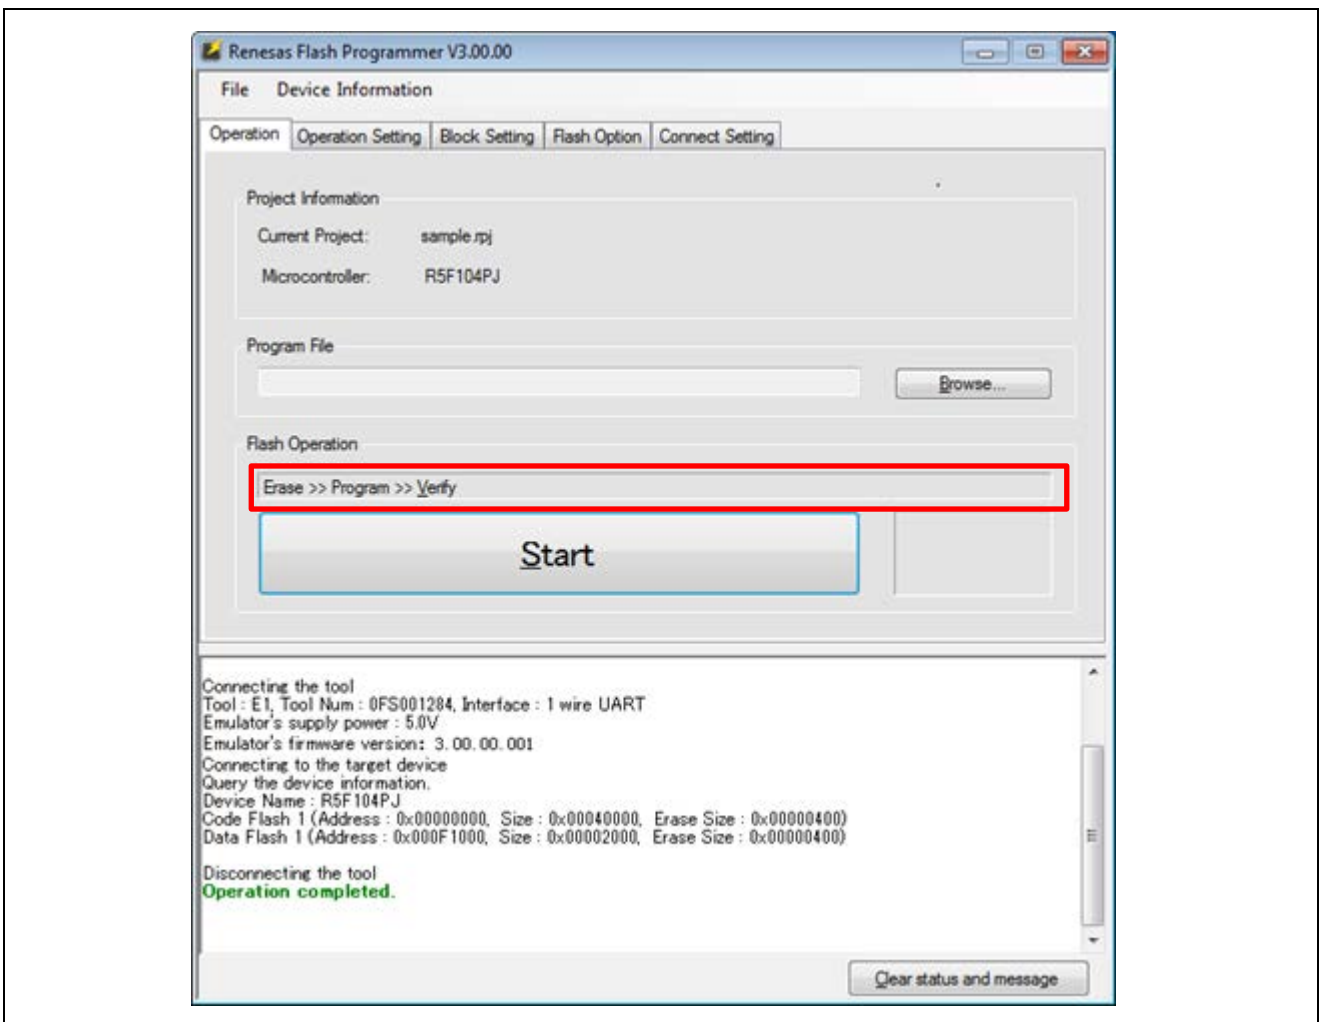 Renesas Flash Programmer V3.00.00
File Device Information
Operation Operation Setting Block Setting Flash Option Connect Setting
Project Information
Current Project: sample.rpj
Microcontroller: R5F104PJ
Program File
Browse...
Flash Operation
Erase >> Program >> Verify
Start
Connecting the tool
Tool : E1, Tool Num : 0FS001284, Interface : 1 wire UART
Emulator's supply power : 5.0V
Emulator's firmware version: 3.00.00.001
Connecting to the target device
Query the device information.
Device Name : R5F104PJ
Code Flash 1 (Address : 0x00000000, Size : 0x00040000, Erase Size : 0x00000400)
Data Flash 1 (Address : 0x000F1000, Size : 0x00002000, Erase Size : 0x00000400)
Disconnecting the tool
Operation completed.
Clear status and message